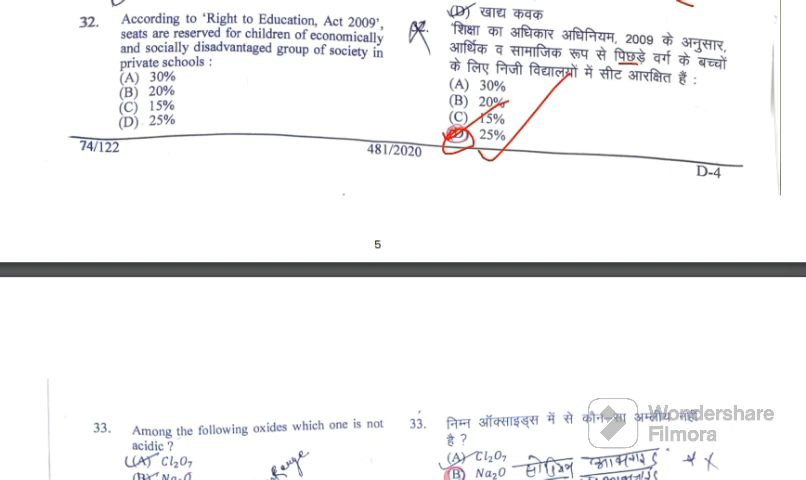 32. According to 'Right to Education, Act 2009',
seats are reserved for children of economically
and socially disadvantaged group of society in
private schools :
(A) 30%
(B) 20%
(C) 15%
(D) 25%
(D) खाद्य कवक
'शिक्षा का अधिकार अधिनियम, 2009 के अनुसार,
आर्थिक व सामाजिक रूप से पिछड़े वर्ग के बच्चों
के लिए निजी विद्यालयों में सीट आरक्षित हैं :
(A) 30%
(B) 20%
(C) 15%
(D) 25%
74/122
481/2020
D-4
5
33. Among the following oxides which one is not
acidic ?
(A) Cl₂O₇
(B) Na₂O
33. निम्न ऑक्साइड्स में से कौन-सा अम्लीय नहीं
है ?
(A) Cl₂O₇
(B) Na₂O
Wondershare
Filmora